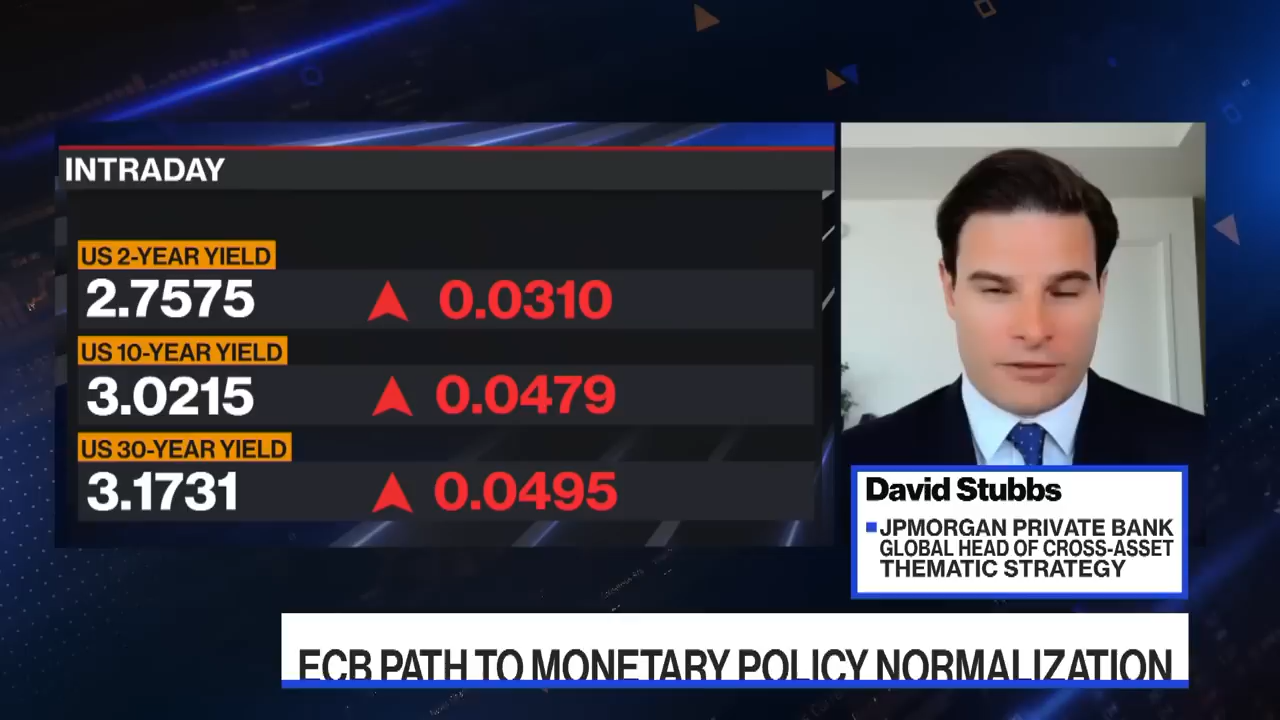 INTRADAY
US 2-YEAR YIELD
2.7575 ▲ 0.0310
US 10-YEAR YIELD
3.0215 ▲ 0.0479
US 30-YEAR YIELD
3.1731 ▲ 0.0495
David Stubbs
JPMORGAN PRIVATE BANK
GLOBAL HEAD OF CROSS-ASSET
THEMATIC STRATEGY
ECB PATH TO MONETARY POLICY NORMALIZATION